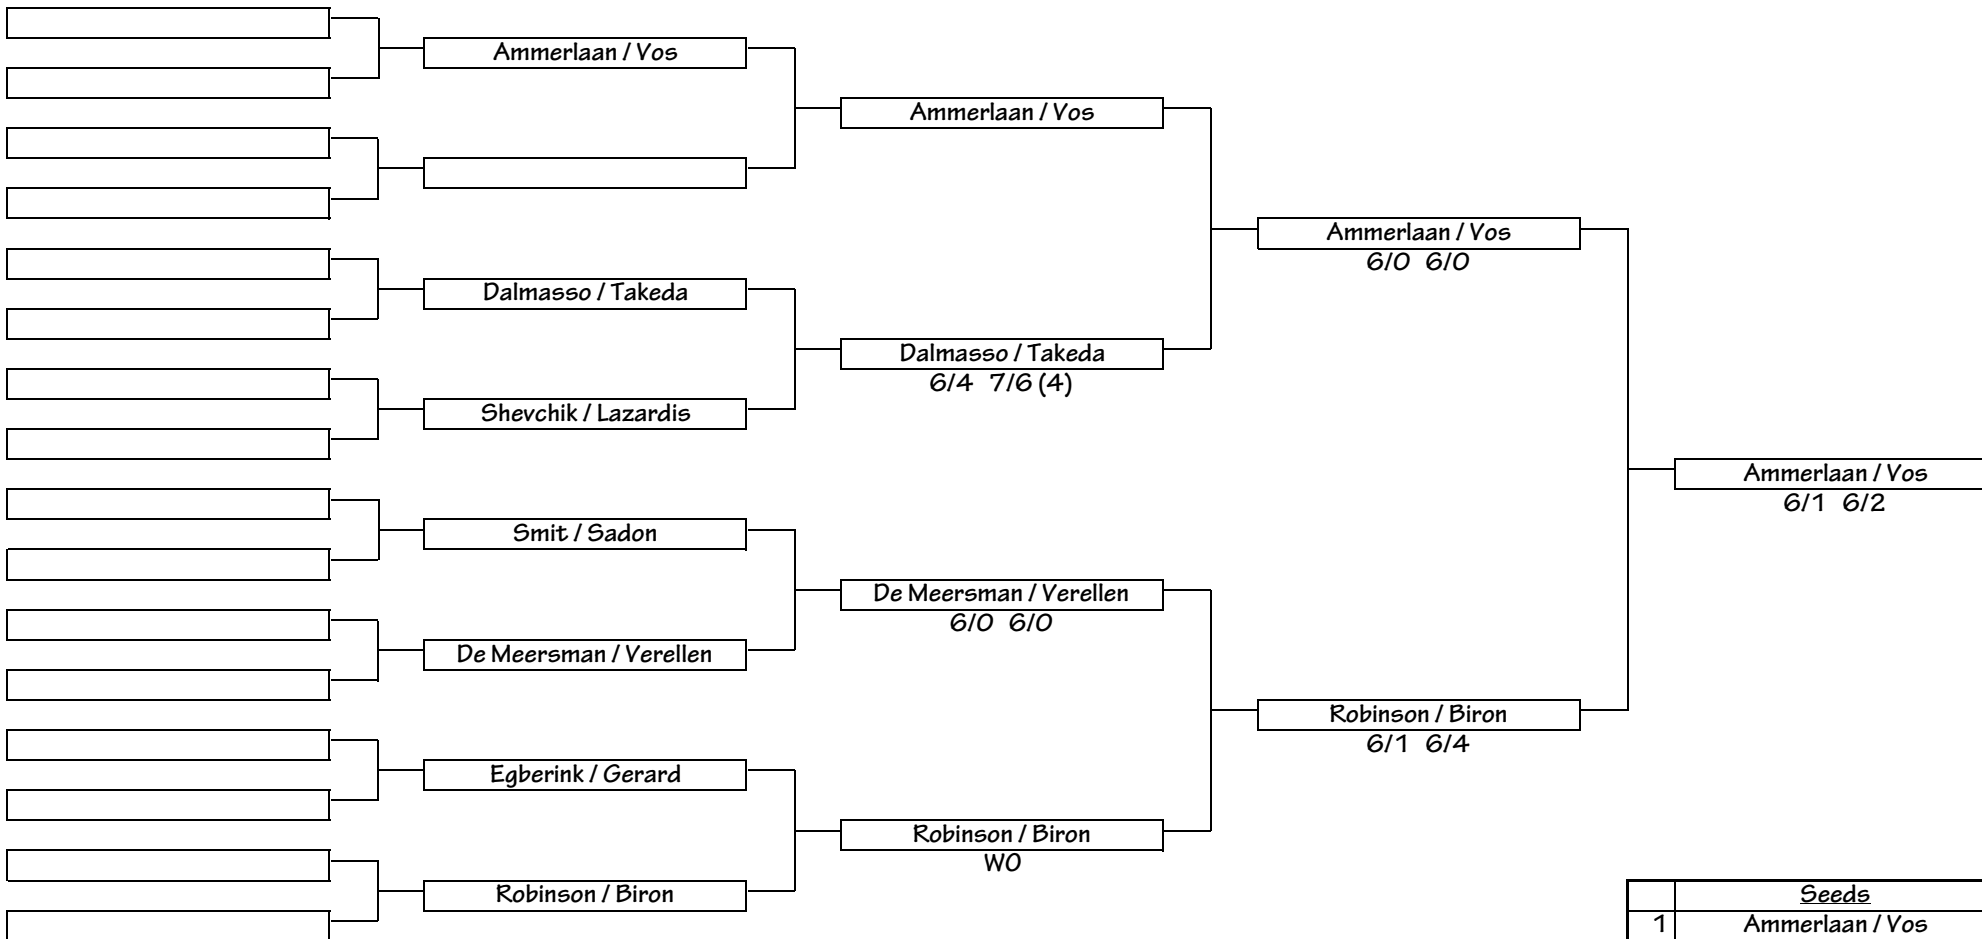 Ammerlaan / Vos
Ammerlaan / Vos
Ammerlaan / Vos
6/0 6/0
Dalmasso / Takeda
Dalmasso / Takeda
6/4 7/6 (4)
Shevchik / Lazardis
Ammerlaan / Vos
6/1 6/2
Smit / Sadon
De Meersman / Verellen
6/0 6/0
De Meersman / Verellen
Robinson / Biron
6/1 6/4
Egberink / Gerard
Robinson / Biron
WO
Robinson / Biron
Seeds
1 Ammerlaan / Vos